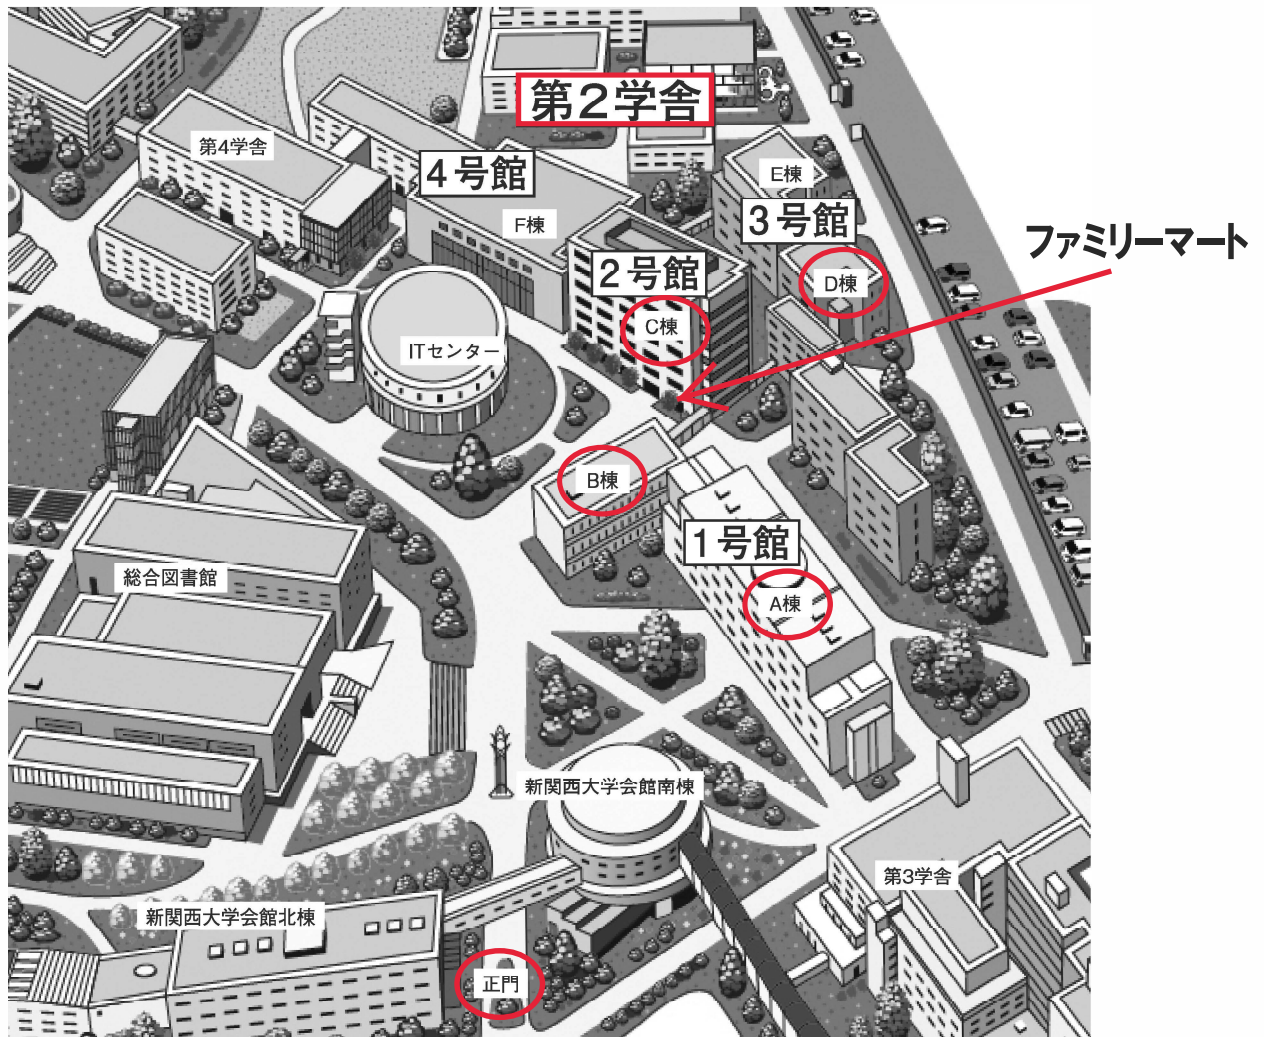 第２学舎
第4学舎
４号館
E棟
３号館
F棟
ファミリーマート
２号館
D棟
C棟
ITセンター
B棟
１号館
総合図書館
A棟
新関西大学会館南棟
第3学舎
新関西大学会館北棟
正門